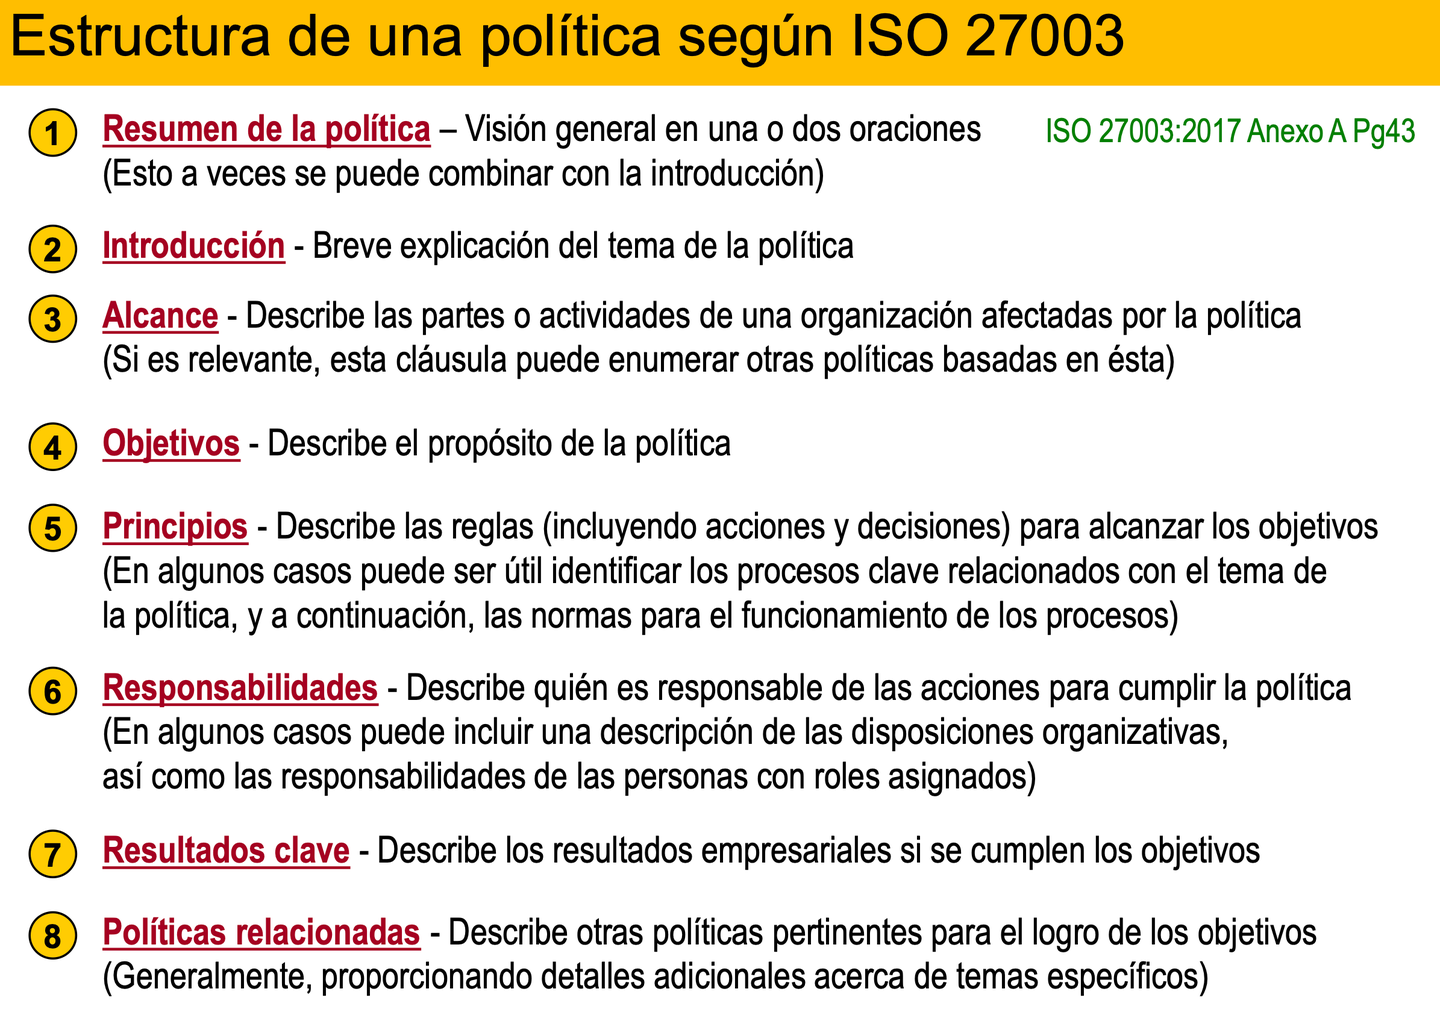 Estructura de una política según ISO 27003
1 Resumen de la política – Visión general en una o dos oraciones ISO 27003:2017 Anexo A Pg43
(Esto a veces se puede combinar con la introducción)
2 Introducción - Breve explicación del tema de la política
3 Alcance - Describe las partes o actividades de una organización afectadas por la política
(Si es relevante, esta cláusula puede enumerar otras políticas basadas en ésta)
4 Objetivos - Describe el propósito de la política
5 Principios - Describe las reglas (incluyendo acciones y decisiones) para alcanzar los objetivos
(En algunos casos puede ser útil identificar los procesos clave relacionados con el tema de
la política, y a continuación, las normas para el funcionamiento de los procesos)
6 Responsabilidades - Describe quién es responsable de las acciones para cumplir la política
(En algunos casos puede incluir una descripción de las disposiciones organizativas,
así como las responsabilidades de las personas con roles asignados)
7 Resultados clave - Describe los resultados empresariales si se cumplen los objetivos
8 Políticas relacionadas - Describe otras políticas pertinentes para el logro de los objetivos
(Generalmente, proporcionando detalles adicionales acerca de temas específicos)